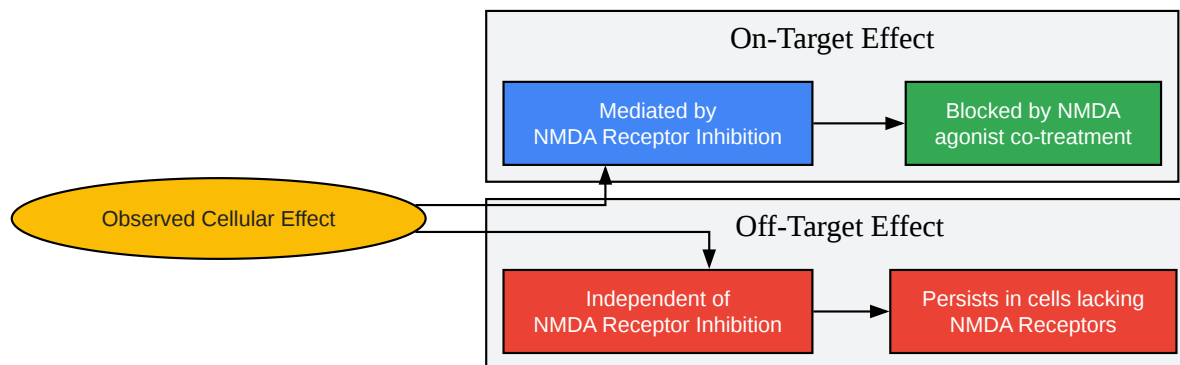 On-Target Effect
Mediated by
NMDA Receptor Inhibition
Blocked by NMDA
agonist co-treatment
Observed Cellular Effect
Off-Target Effect
Independent of
NMDA Receptor Inhibition
Persists in cells lacking
NMDA Receptors